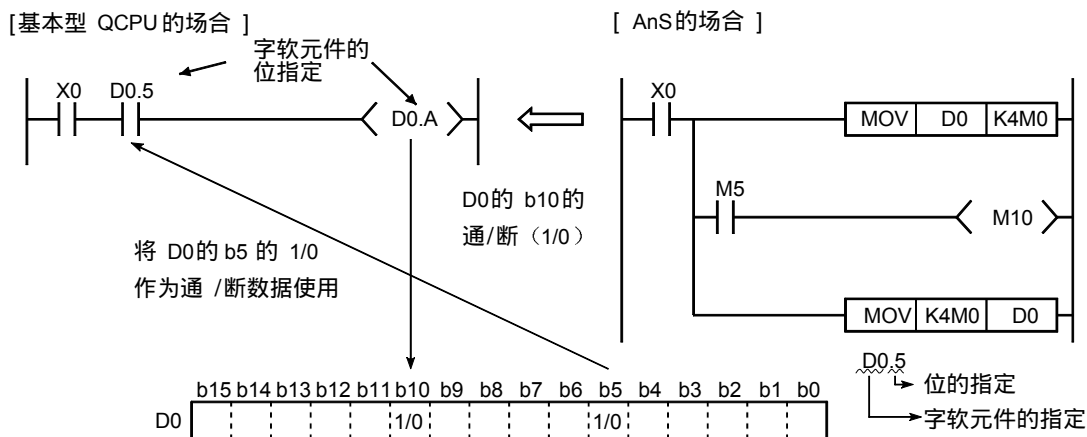 [基本型 QCPU的场合 ]
[ AnS的场合 ]
字软元件的
位指定
X0 D0.5
D0.A
X0
MOV D0 K4M0
M5
M10
D0的 b10的
通/断（1/0）
将 D0的 b5 的 1/0
作为通 /断数据使用
MOV K4M0 D0
D0.5
位的指定
字软元件的指定
b15 b14 b13 b12 b11 b10 b9 b8 b7 b6 b5 b4 b3 b2 b1 b0
D0 1/0 1/0